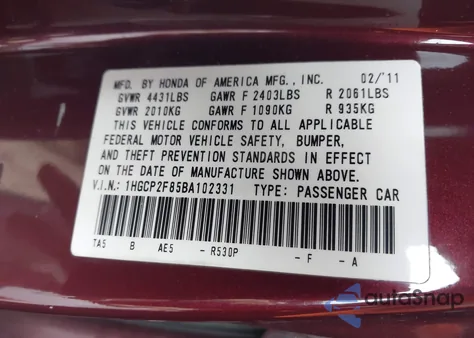 MFD. BY HONDA OF AMERICA MFG., INC. 02/'11
GVWR 4431LBS GAWR F 2403LBS R 2061LBS
GVWR 2010KG GAWR F 1090KG R 935KG
THIS VEHICLE CONFORMS TO ALL APPLICABLE
FEDERAL MOTOR VEHICLE SAFETY, BUMPER,
AND THEFT PREVENTION STANDARDS IN EFFECT
ON THE DATE OF MANUFACTURE SHOWN ABOVE.
V.I.N.: 1HGCP2F85BA102331 TYPE: PASSENGER CAR
TA5 B AE5 - R530P - F - A
autoSnap